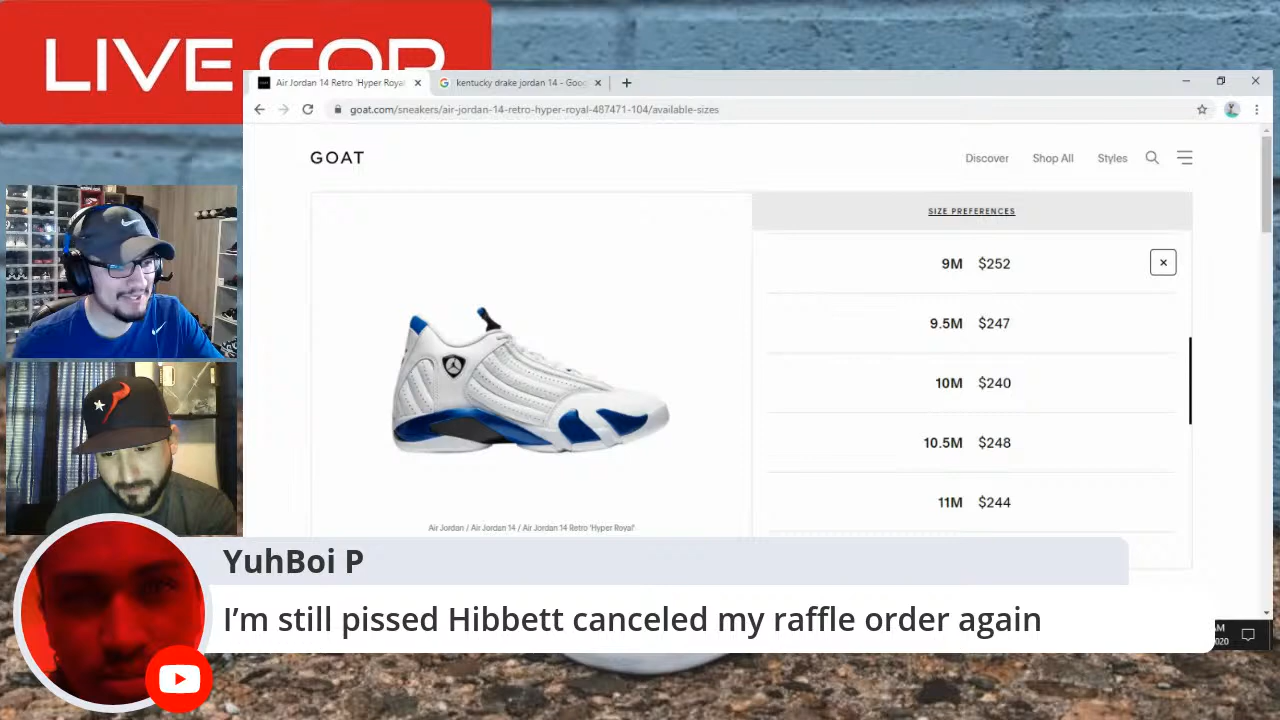 LIVE COP
Air Jordan 14 Retro 'Hyper Royal
kentucky drake jordan 14 - Goo
goat.com/sneakers/air-jordan-14-retro-hyper-royal-487471-104/available-sizes
GOAT
Discover
Shop All
Styles
SIZE PREFERENCES
9M $252
9.5M $247
10M $240
10.5M $248
11M $244
Air Jordan / Air Jordan 14 / Air Jordan 14 Retro 'Hyper Royal'
YuhBoi P
I'm still pissed Hibbett canceled my raffle order again
AM
2020